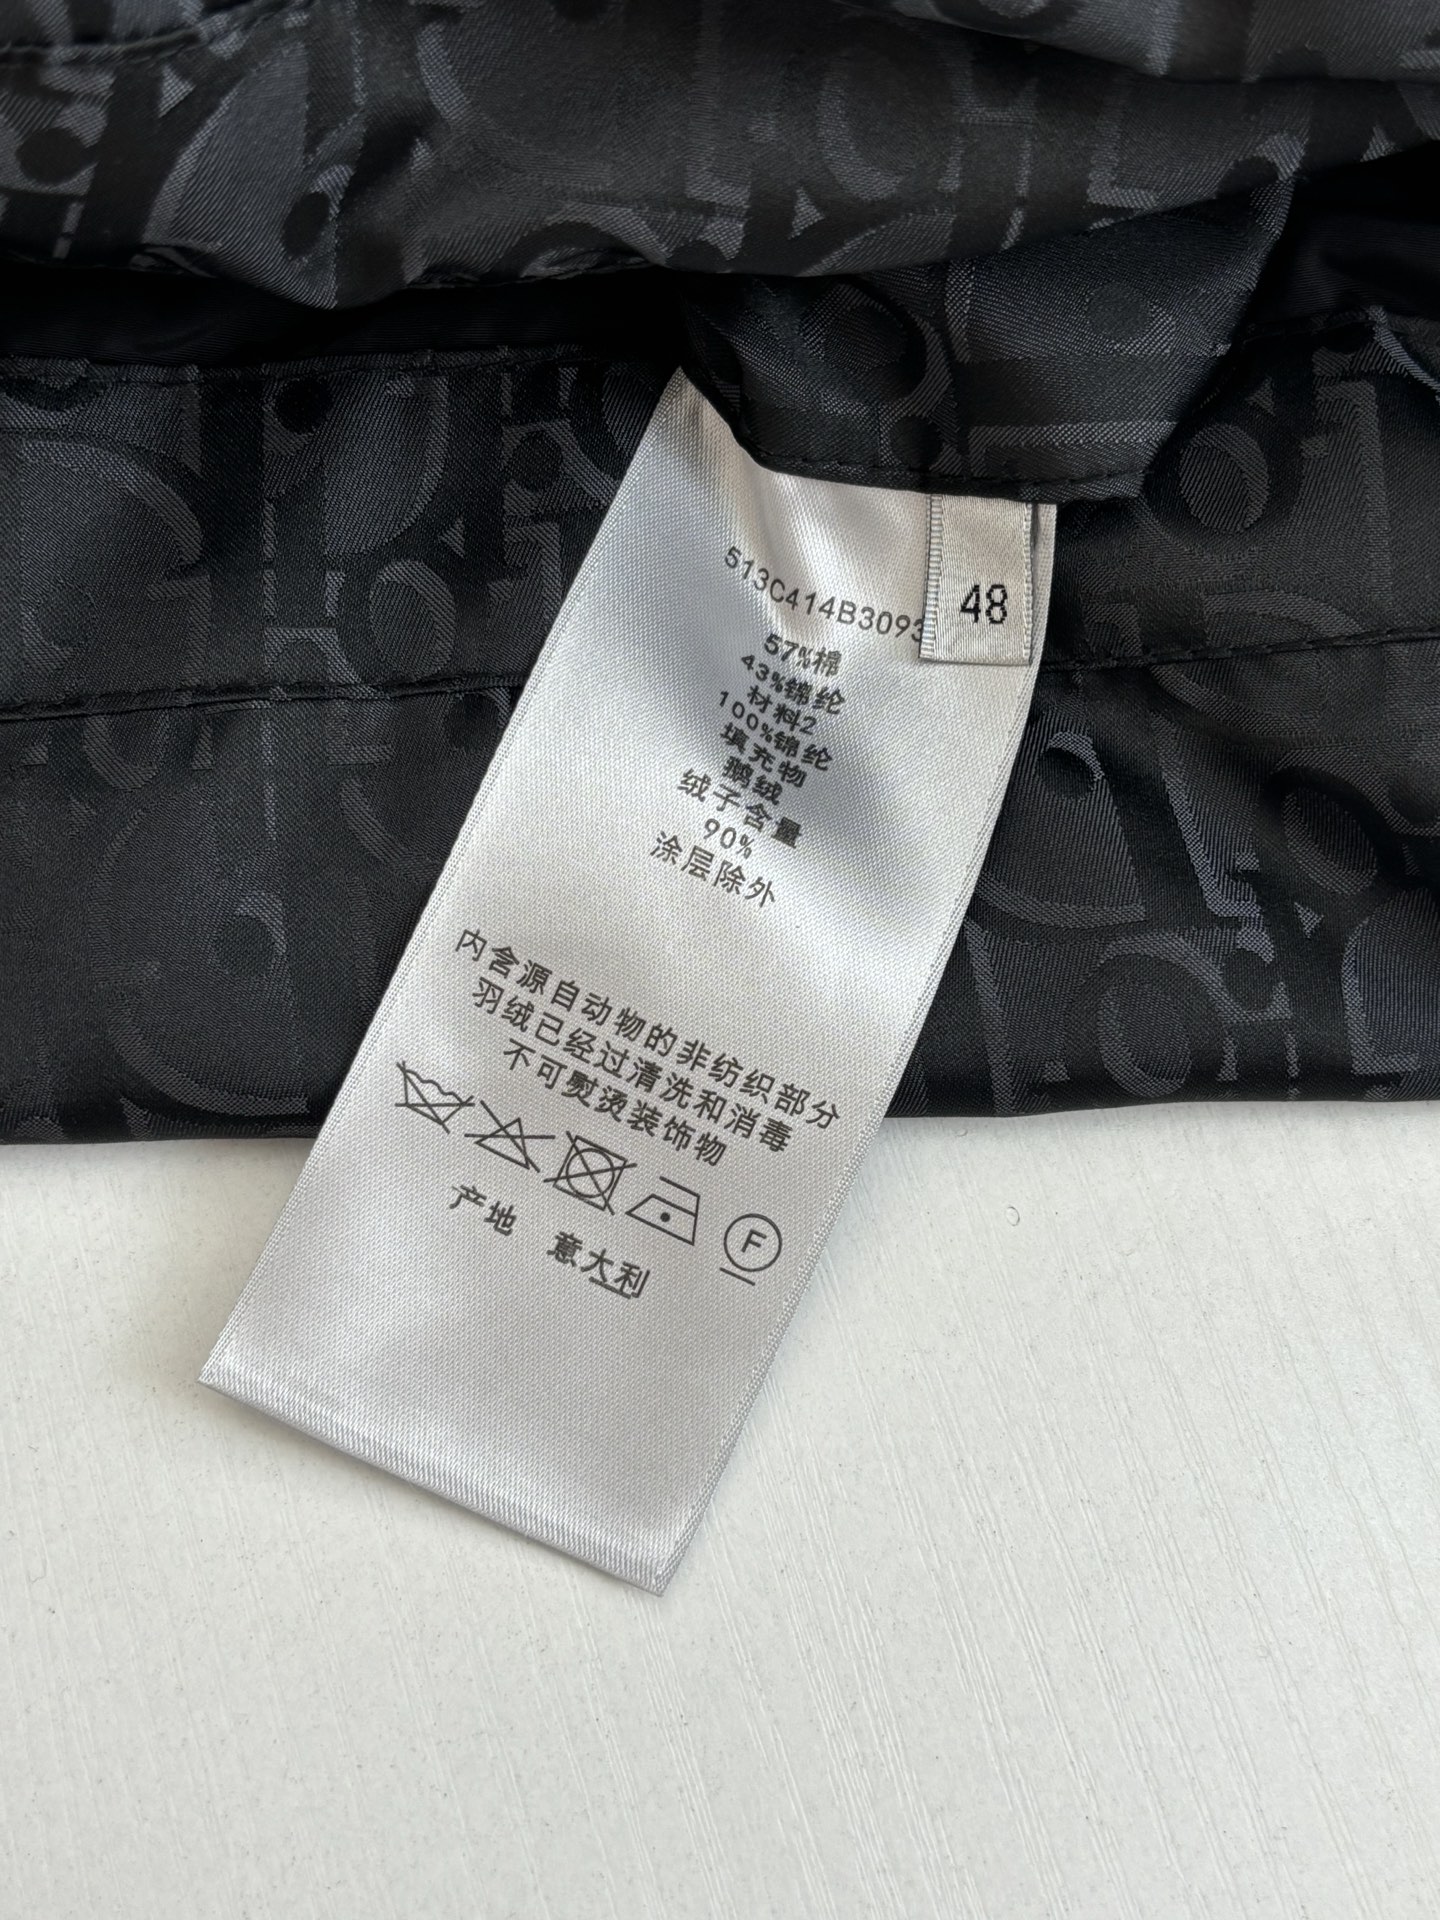 513C414B3093
48
57%棉
43%锦纶
材料2
100%锦纶
填充物
鹅绒
绒子含量
90%
涂层除外
内含源自动物的非纺织部分
羽绒已经过清洗和消毒
不可熨烫装饰物
F
产地 意大利